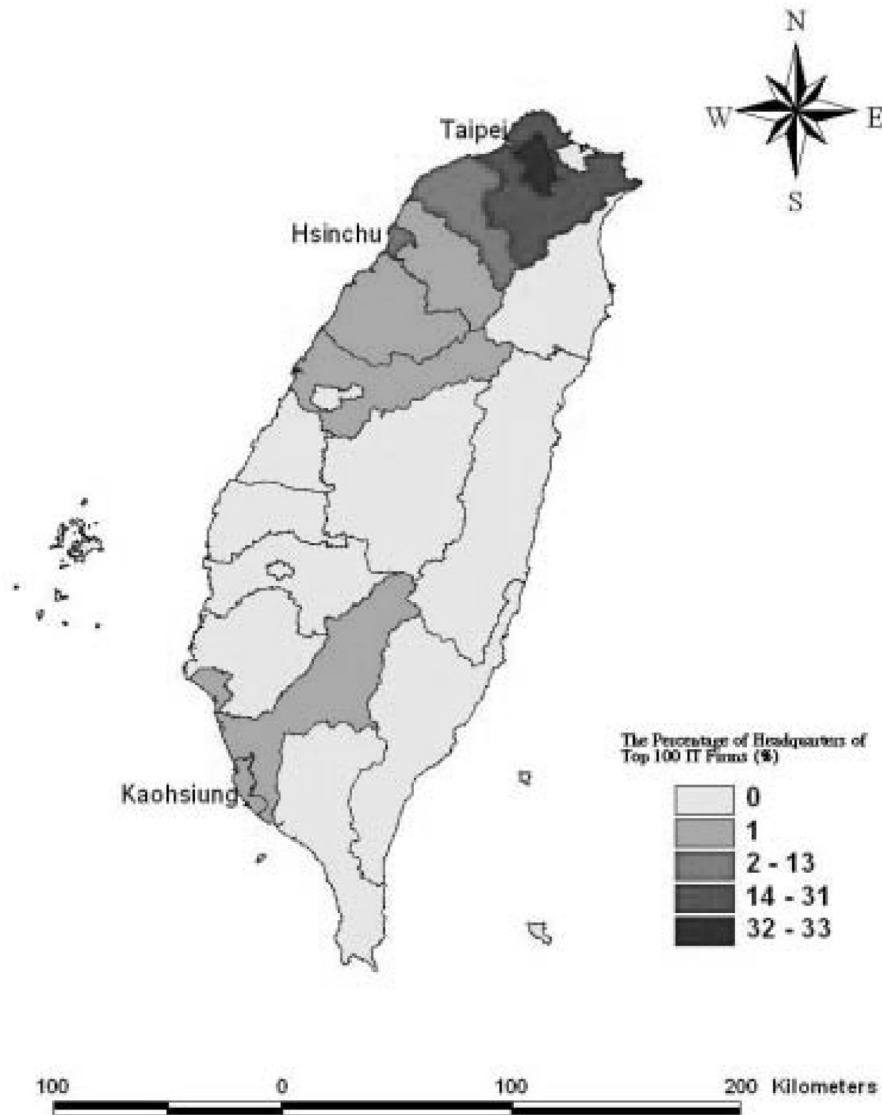 N
W E
S
Taipei
Hsinchu
Kaohsiung
The Percentage of Headquarters of
Top 100 IT Firms (%)
0
1
2 - 13
14 - 31
32 - 33
100 0 100 200 Kilometers